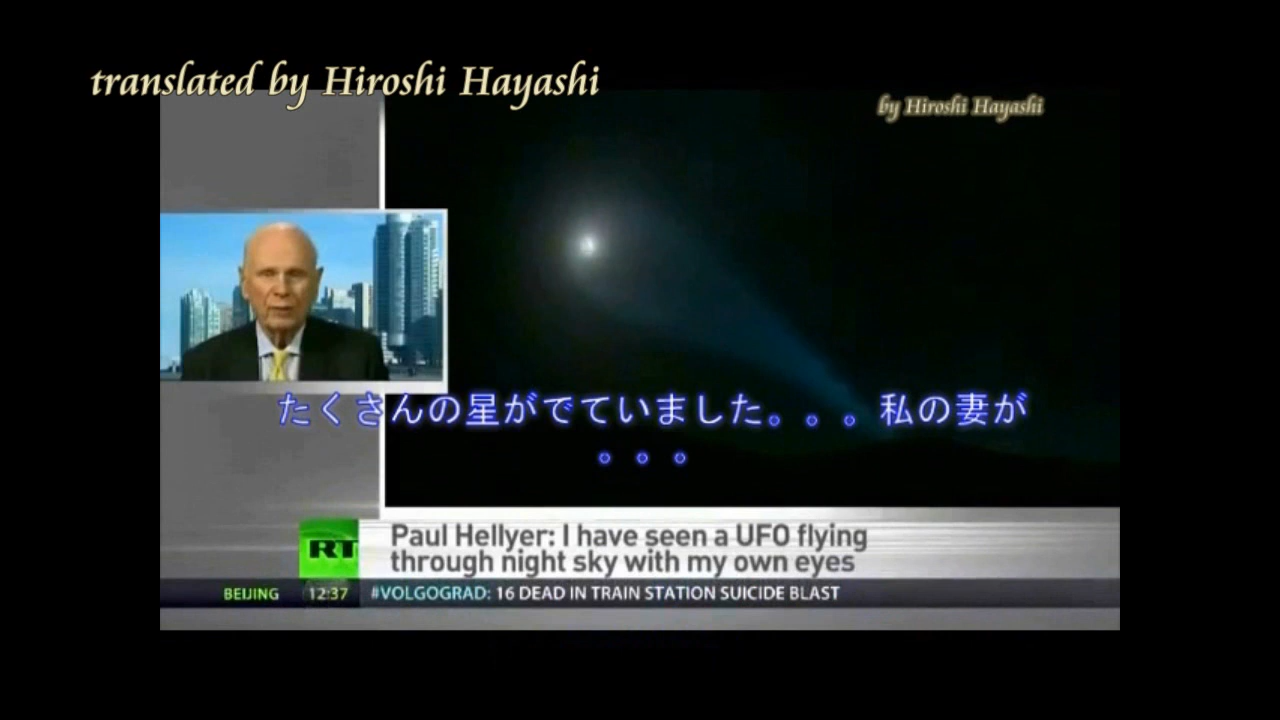 translated by Hiroshi Hayashi
by Hiroshi Hayashi
たくさんの星がでていました。。。私の妻が
。。。
RT
Paul Hellyer: I have seen a UFO flying
through night sky with my own eyes
BEIJING 12:37 #VOLGOGRAD: 16 DEAD IN TRAIN STATION SUICIDE BLAST